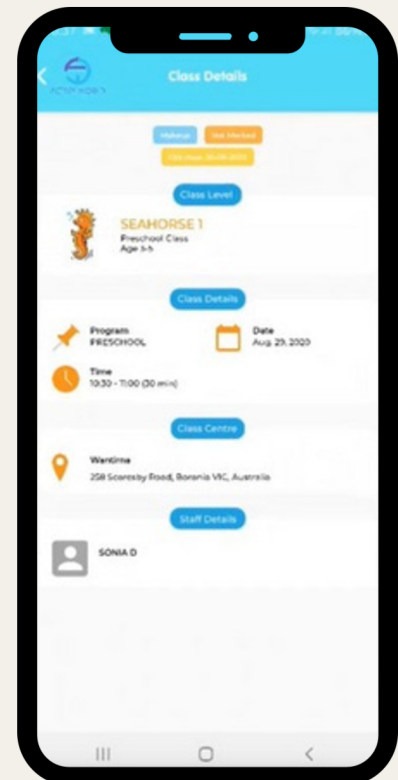 Class Details
Makeup
Not Marked
Class Level
SEAHORSE 1
Preschool Class
Age 3-5
Class Details
Program
PRESCHOOL
Date
Aug. 29, 2020
Time
10:30 - 11:00 (30 min)
Class Centre
Wantirna
258 Scoresby Road, Boronia VIC, Australia
Staff Details
SONIA D